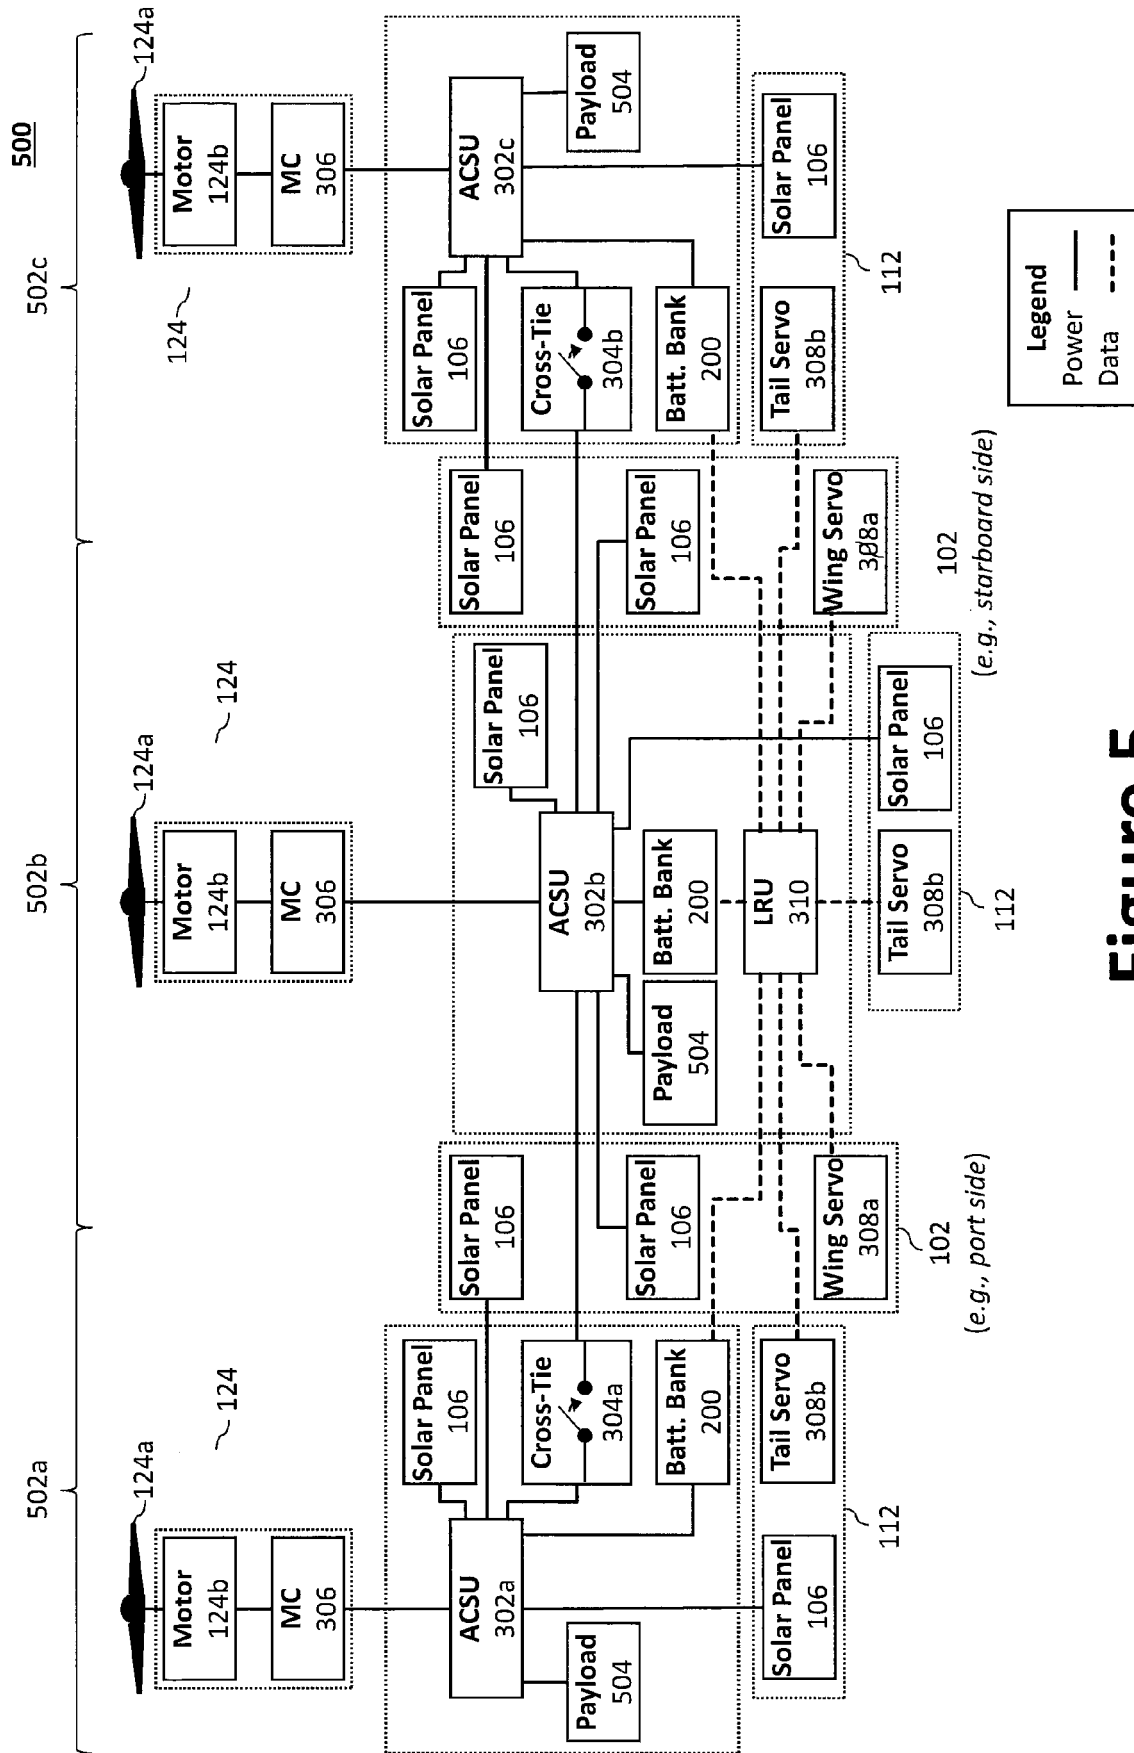 500
502a
502b
502c
124a
124a
124a
Motor
124b
Motor
124b
Motor
124b
124
124
124
MC
306
MC
306
MC
306
Solar Panel
106
Solar Panel
106
Solar Panel
106
Solar Panel
106
ACSU
302a
Solar Panel
106
ACSU
302c
Cross-Tie
304a
ACSU
302b
Cross-Tie
304b
Payload
504
Payload
504
Solar Panel
106
Solar Panel
106
Batt. Bank
200
Payload
504
Batt. Bank
200
Batt. Bank
200
LRU
310
Solar Panel
106
Tail Servo
308b
Wing Servo
308a
Wing Servo
308a
Tail Servo
308b
Solar Panel
106
112
102
(e.g., port side)
Tail Servo
308b
Solar Panel
106
112
102
(e.g., starboard side)
112
Legend
Power
Data
Figure 5